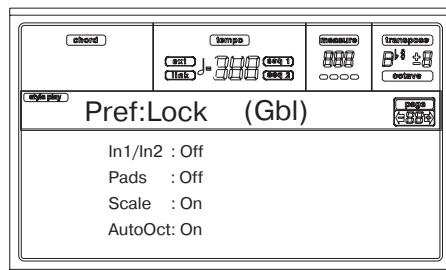 chord tempo measure transpose
ext seq 1
link seq 2
octave
style play
Pref:Lock (Gbl)
page
In1/In2 : Off
Pads : Off
Scale : On
AutoOct: On